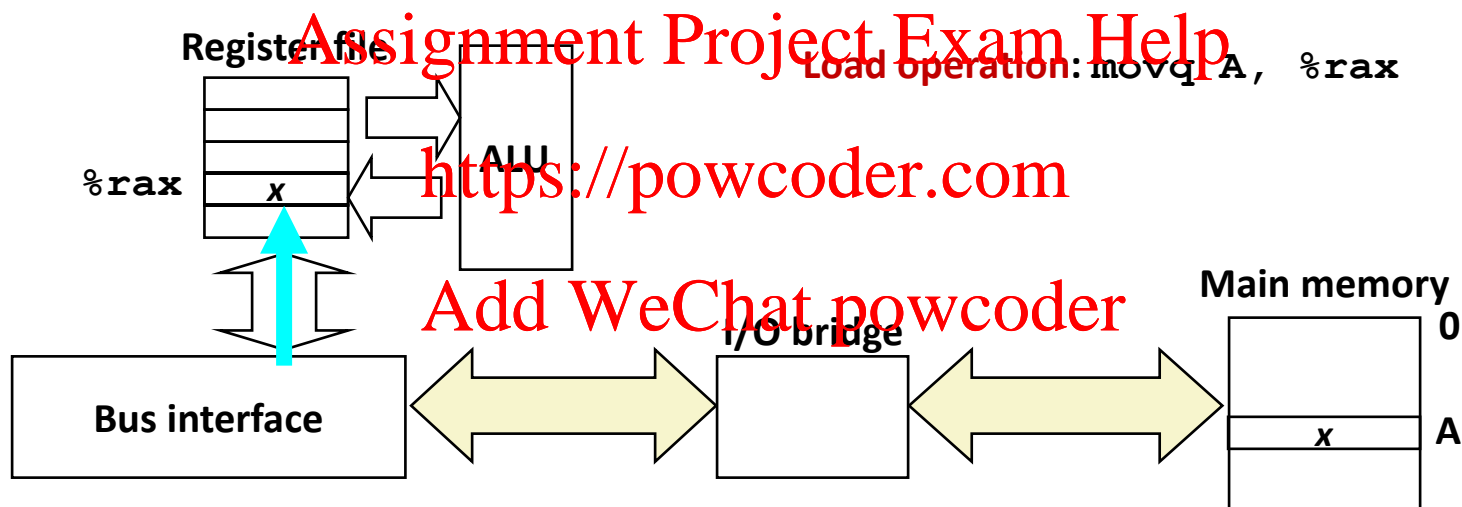 Assignment Project Exam Help
Register file
Load operation: movq A, %rax
ALU
https://powcoder.com
%rax
x
Add WeChat powcoder
Main memory
0
I/O bridge
Bus interface
x
A